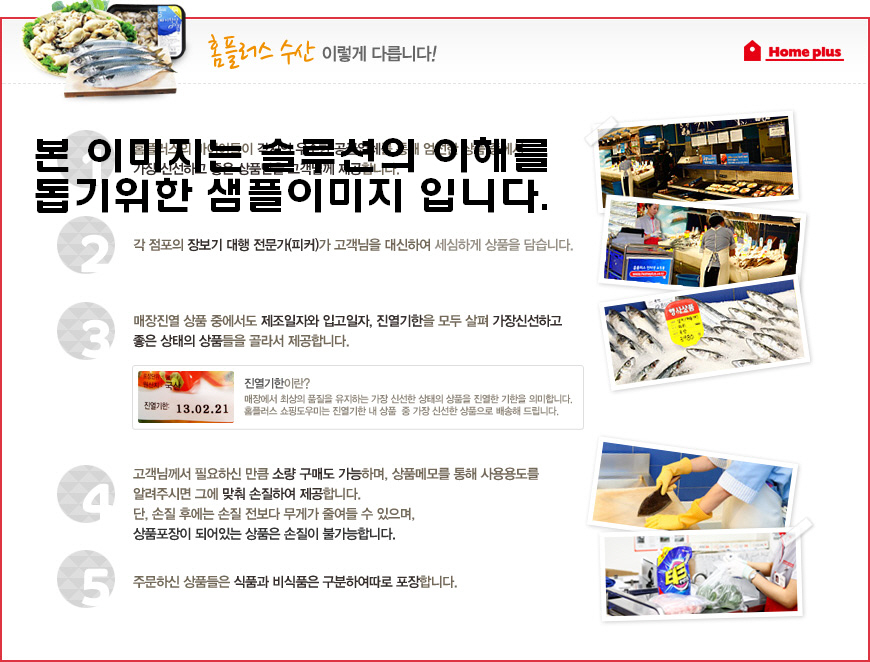 홈플러스 수산 이렇게 다릅니다!
Home plus
본 이미지는 솔루션의 이해를
돕기위한 샘플이미지 입니다.
홈플러스의
가장 신선하고 좋은 상품 고객님께 제공합니다.
2
각 점포의 장보기 대행 전문가(피커)가 고객님을 대신하여 세심하게 상품을 담습니다.
3
매장진열 상품 중에서도 제조일자와 입고일자, 진열기한을 모두 살펴 가장신선하고
좋은 상태의 상품들을 골라서 제공합니다.
국산
진열기한:
13.02.21
진열기한이란?
매장에서 최상의 품질을 유지하는 가장 신선한 상태의 상품을 진열한 기한을 의미합니다.
홈플러스 쇼핑도우미는 진열기한 내 상품 중 가장 신선한 상품으로 배송해 드립니다.
행사상품
4
고객님께서 필요하신 만큼 소량 구매도 가능하며, 상품메모를 통해 사용용도를
알려주시면 그에 맞춰 손질하여 제공합니다.
단, 손질 후에는 손질 전보다 무게가 줄여들 수 있으며,
상품포장이 되어있는 상품은 손질이 불가능합니다.
5
주문하신 상품들은 식품과 비식품은 구분하여따로 포장합니다.
테크